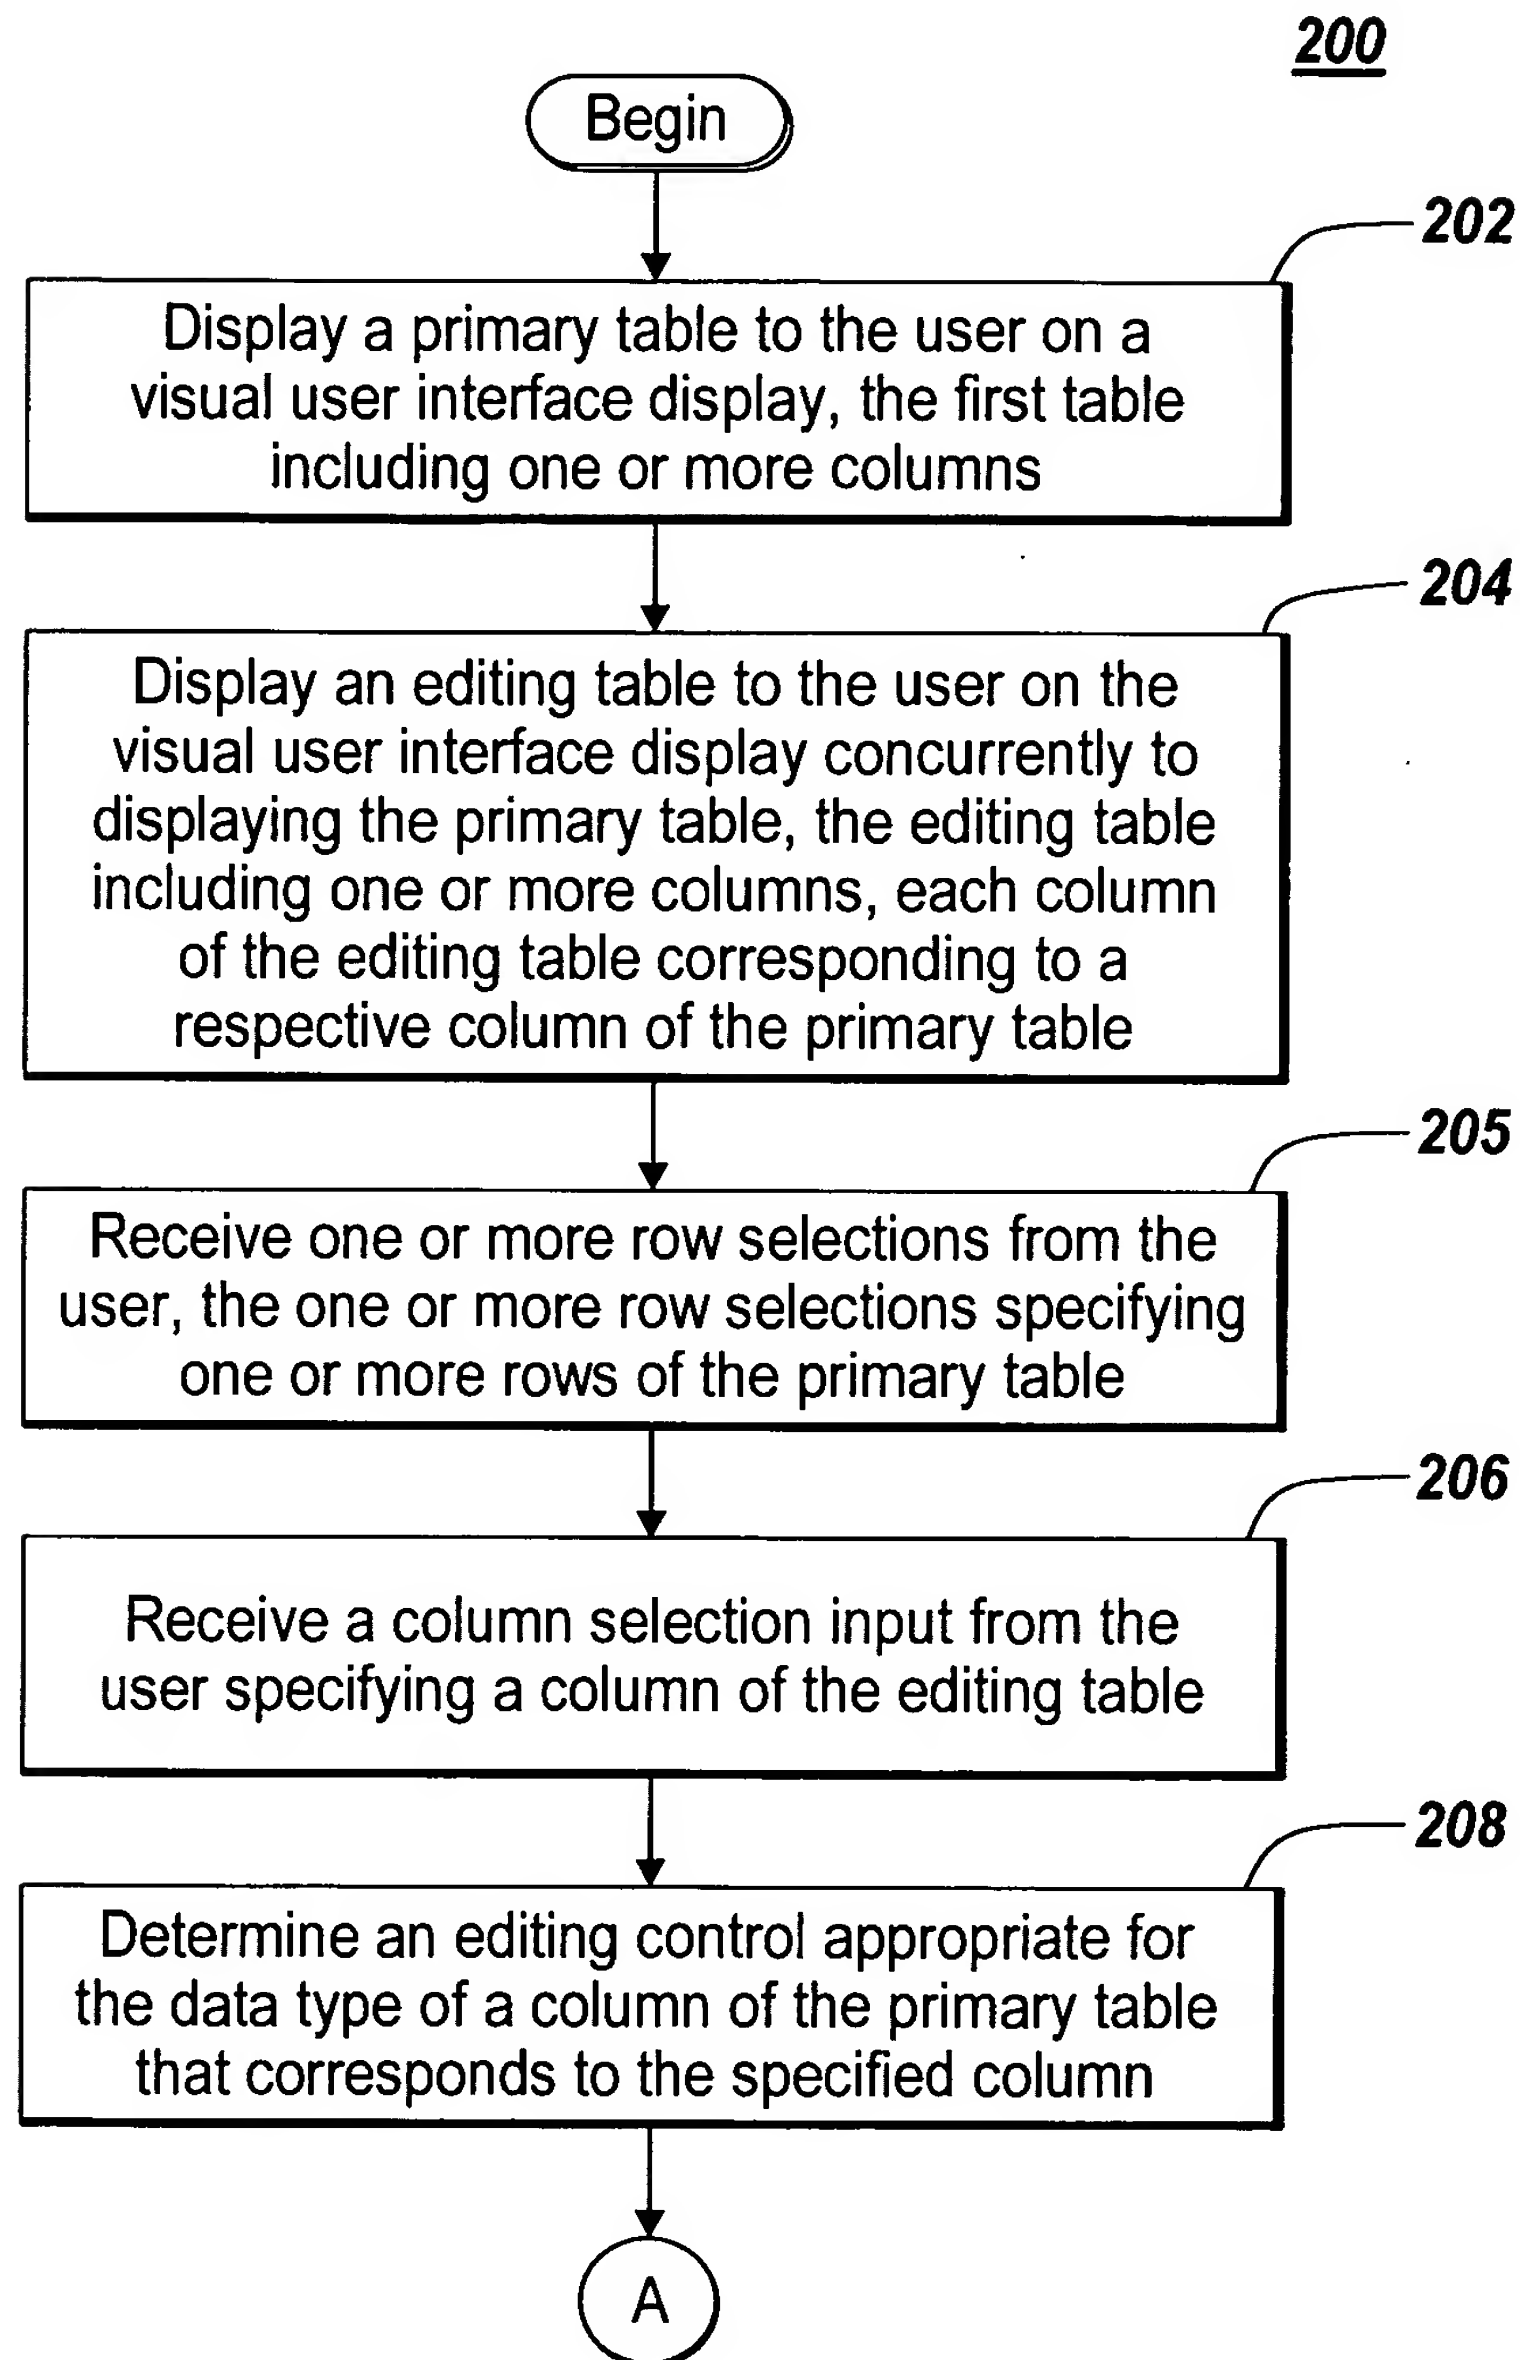 200
Begin
202
Display a primary table to the user on a
visual user interface display, the first table
including one or more columns
204
Display an editing table to the user on the
visual user interface display concurrently to
displaying the primary table, the editing table
including one or more columns, each column
of the editing table corresponding to a
respective column of the primary table
205
Receive one or more row selections from the
user, the one or more row selections specifying
one or more rows of the primary table
206
Receive a column selection input from the
user specifying a column of the editing table
208
Determine an editing control appropriate for
the data type of a column of the primary table
that corresponds to the specified column
A